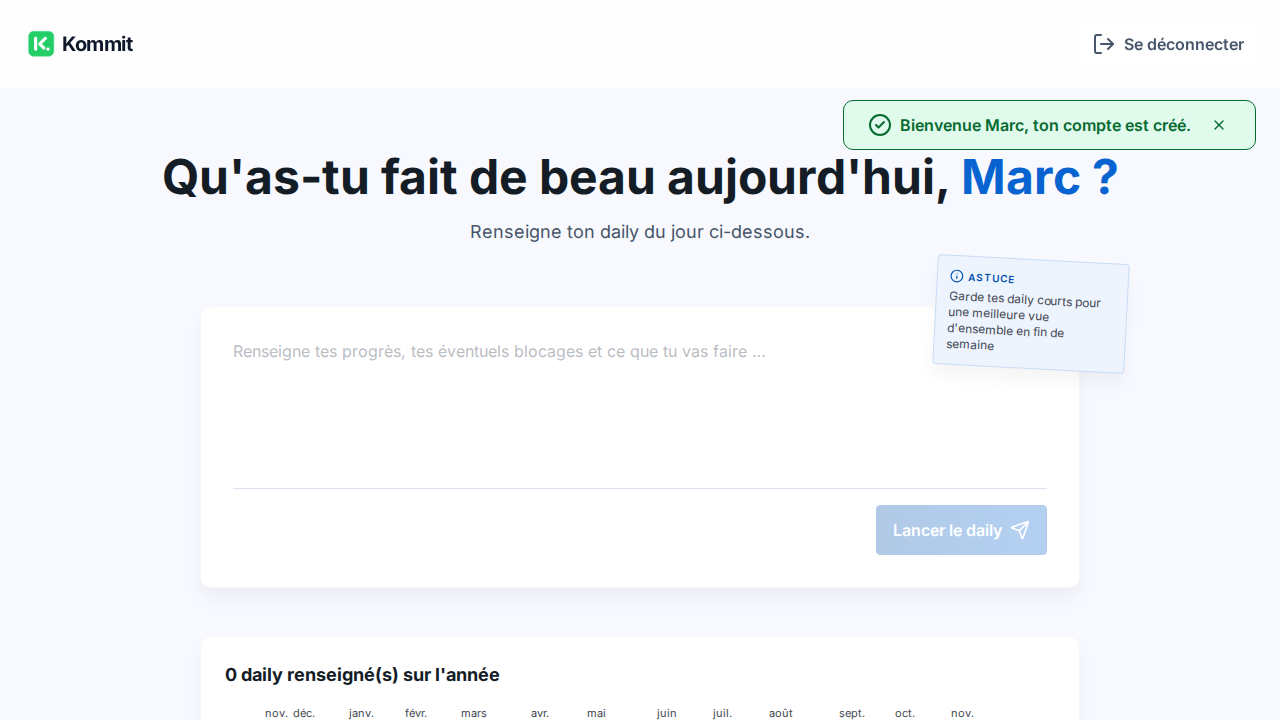 Kommit
Se déconnecter
Bienvenue Marc, ton compte est créé.
Qu'as-tu fait de beau aujourd'hui, Marc ?
Renseigne ton daily du jour ci-dessous.
ASTUCE
Garde tes daily courts pour
une meilleure vue
d'ensemble en fin de
semaine
Renseigne tes progrès, tes éventuels blocages et ce que tu vas faire ...
Lancer le daily
0 daily renseigné(s) sur l'année
nov. déc. janv. févr. mars avr. mai juin juil. août sept. oct. nov.